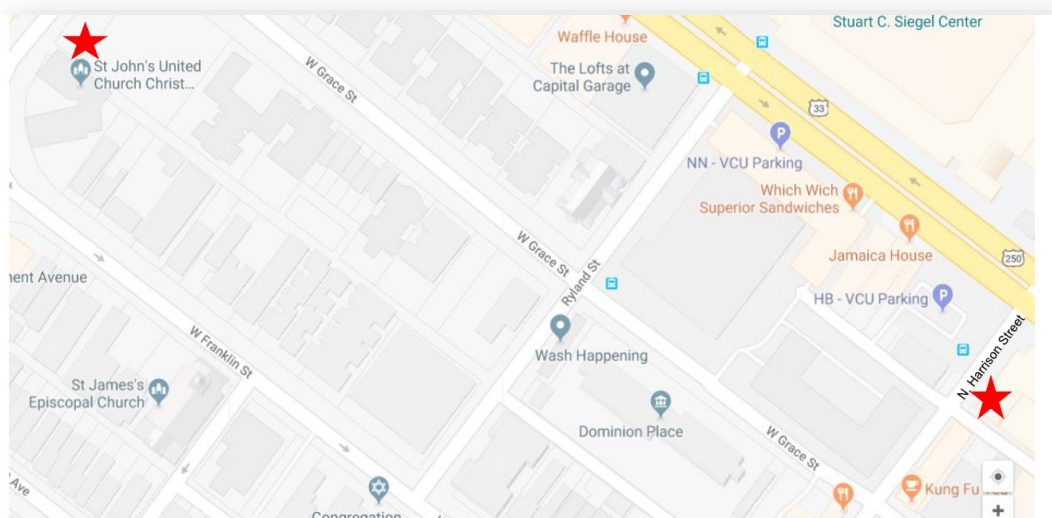 Stuart C. Siegel Center
Waffle House
St John's United
Church Christ...
W Grace St
The Lofts at
Capital Garage
33
P
NN - VCU Parking
Which Wich
Superior Sandwiches
W Grace St
Jamaica House
250
Ryland St
HB - VCU Parking
P
ent Avenue
N Harrison Street
W Franklin St
Wash Happening
St James's
Episcopal Church
Dominion Place
W Grace St
Ave
Kung Fu
Congregation
+